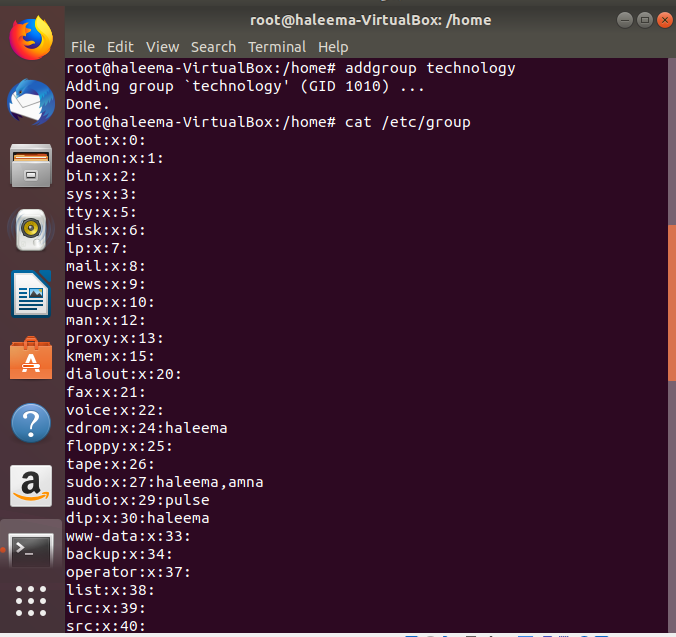 root@haleema-VirtualBox: /home
File Edit View Search Terminal Help
root@haleema-VirtualBox:/home# addgroup technology
Adding group `technology' (GID 1010) ...
Done.
root@haleema-VirtualBox:/home# cat /etc/group
root:x:0:
daemon:x:1:
bin:x:2:
sys:x:3:
tty:x:5:
disk:x:6:
lp:x:7:
mail:x:8:
news:x:9:
uucp:x:10:
man:x:12:
proxy:x:13:
kmem:x:15:
dialout:x:20:
fax:x:21:
voice:x:22:
cdrom:x:24:haleema
floppy:x:25:
tape:x:26:
sudo:x:27:haleema,amna
audio:x:29:pulse
dip:x:30:haleema
www-data:x:33:
backup:x:34:
operator:x:37:
list:x:38:
irc:x:39:
src:x:40: